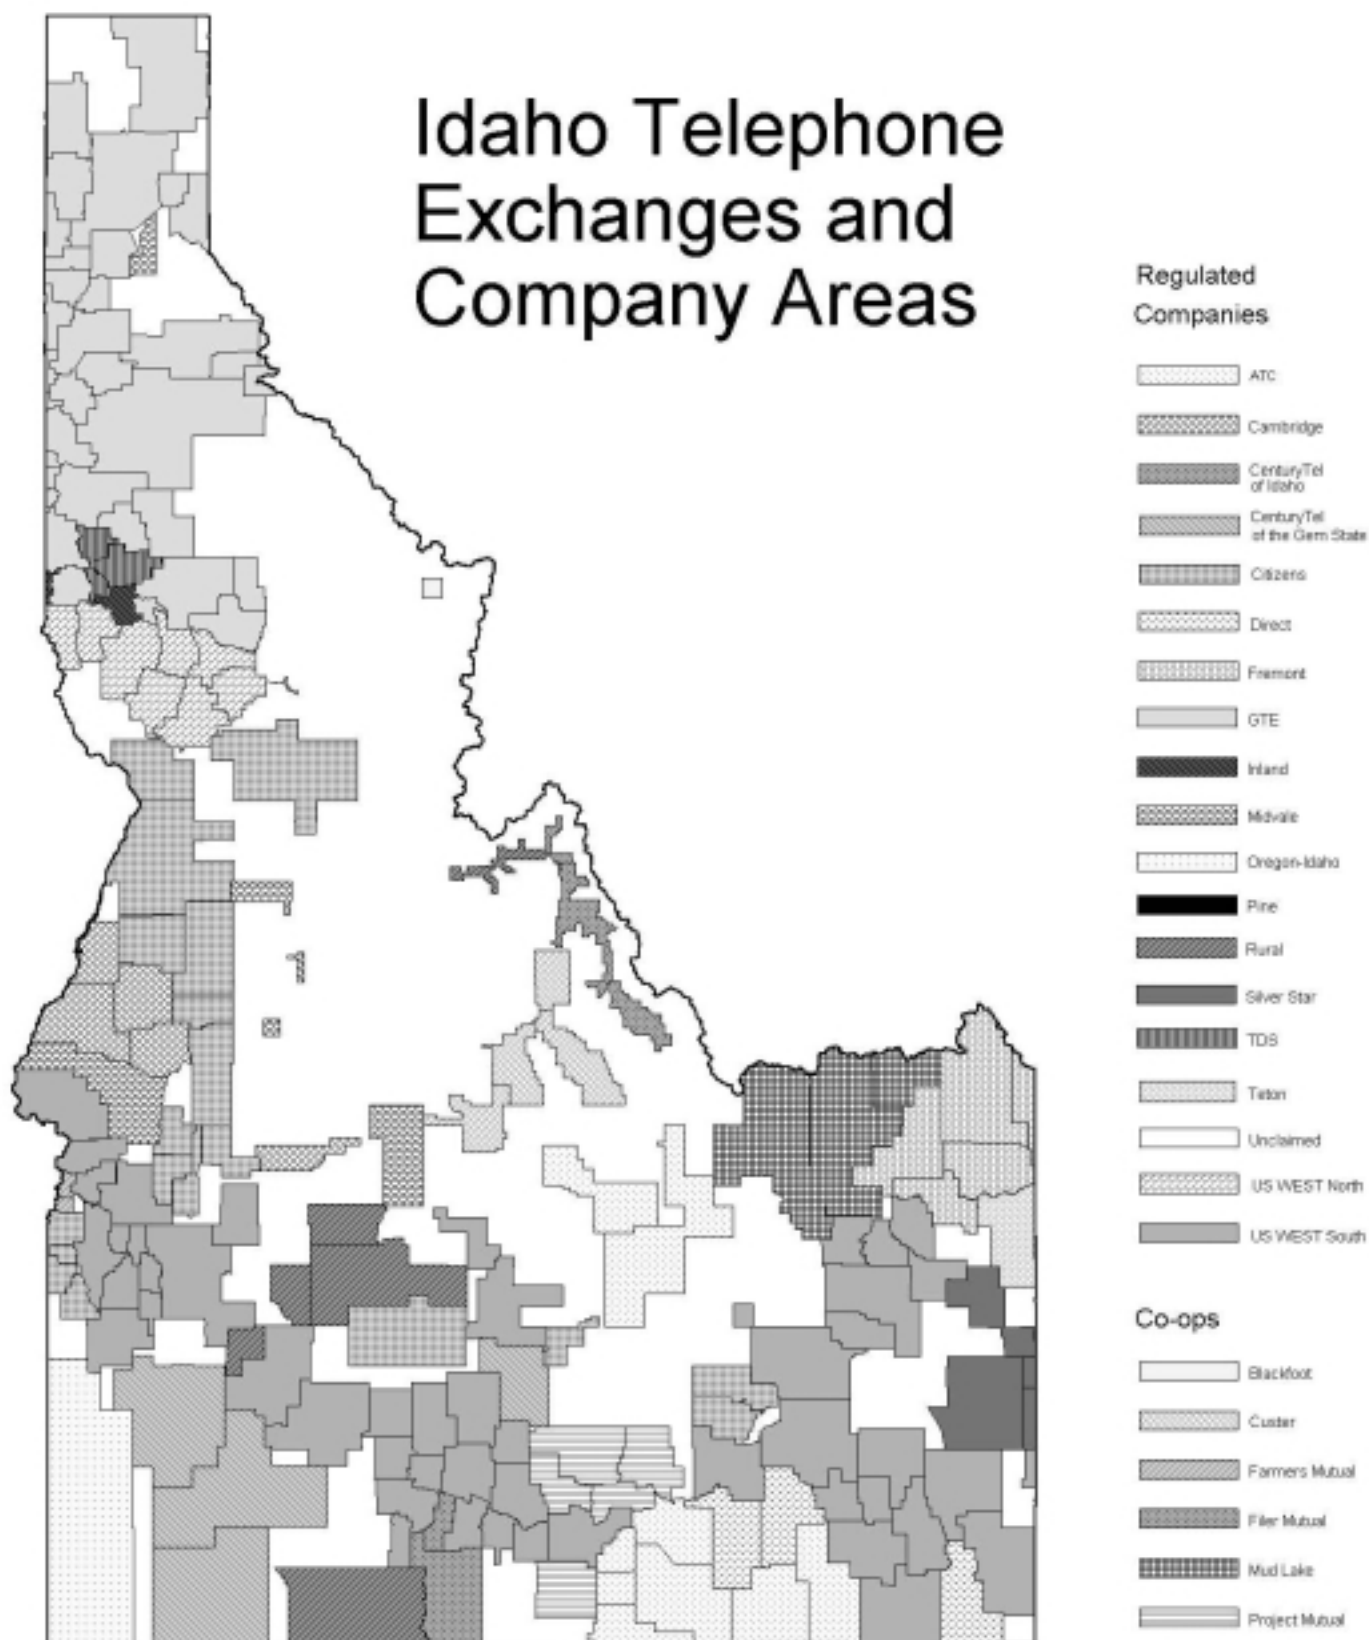 Idaho Telephone
Exchanges and
Company Areas
Regulated
Companies
ATC
Cambridge
CenturyTel
of Idaho
CenturyTel
of the Gem State
Citizens
Direct
Fremont
GTE
Inland
Midvale
Oregon-Idaho
Pine
Rural
Silver Star
TDS
Teton
Unclaimed
US WEST North
US WEST South
Co-ops
Blackfoot
Custer
Farmers Mutual
Filer Mutual
Mud Lake
Project Mutual